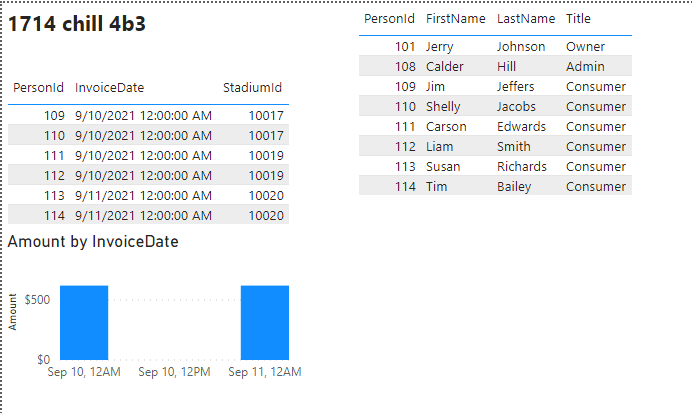 1714 chill 4b3
PersonId InvoiceDate StadiumId
109 9/10/2021 12:00:00 AM 10017
110 9/10/2021 12:00:00 AM 10017
111 9/10/2021 12:00:00 AM 10019
112 9/10/2021 12:00:00 AM 10019
113 9/11/2021 12:00:00 AM 10020
114 9/11/2021 12:00:00 AM 10020
Amount by InvoiceDate
Amount
$500
$0
Sep 10, 12AM Sep 10, 12PM Sep 11, 12AM
PersonId FirstName LastName Title
101 Jerry Johnson Owner
108 Calder Hill Admin
109 Jim Jeffers Consumer
110 Shelly Jacobs Consumer
111 Carson Edwards Consumer
112 Liam Smith Consumer
113 Susan Richards Consumer
114 Tim Bailey Consumer